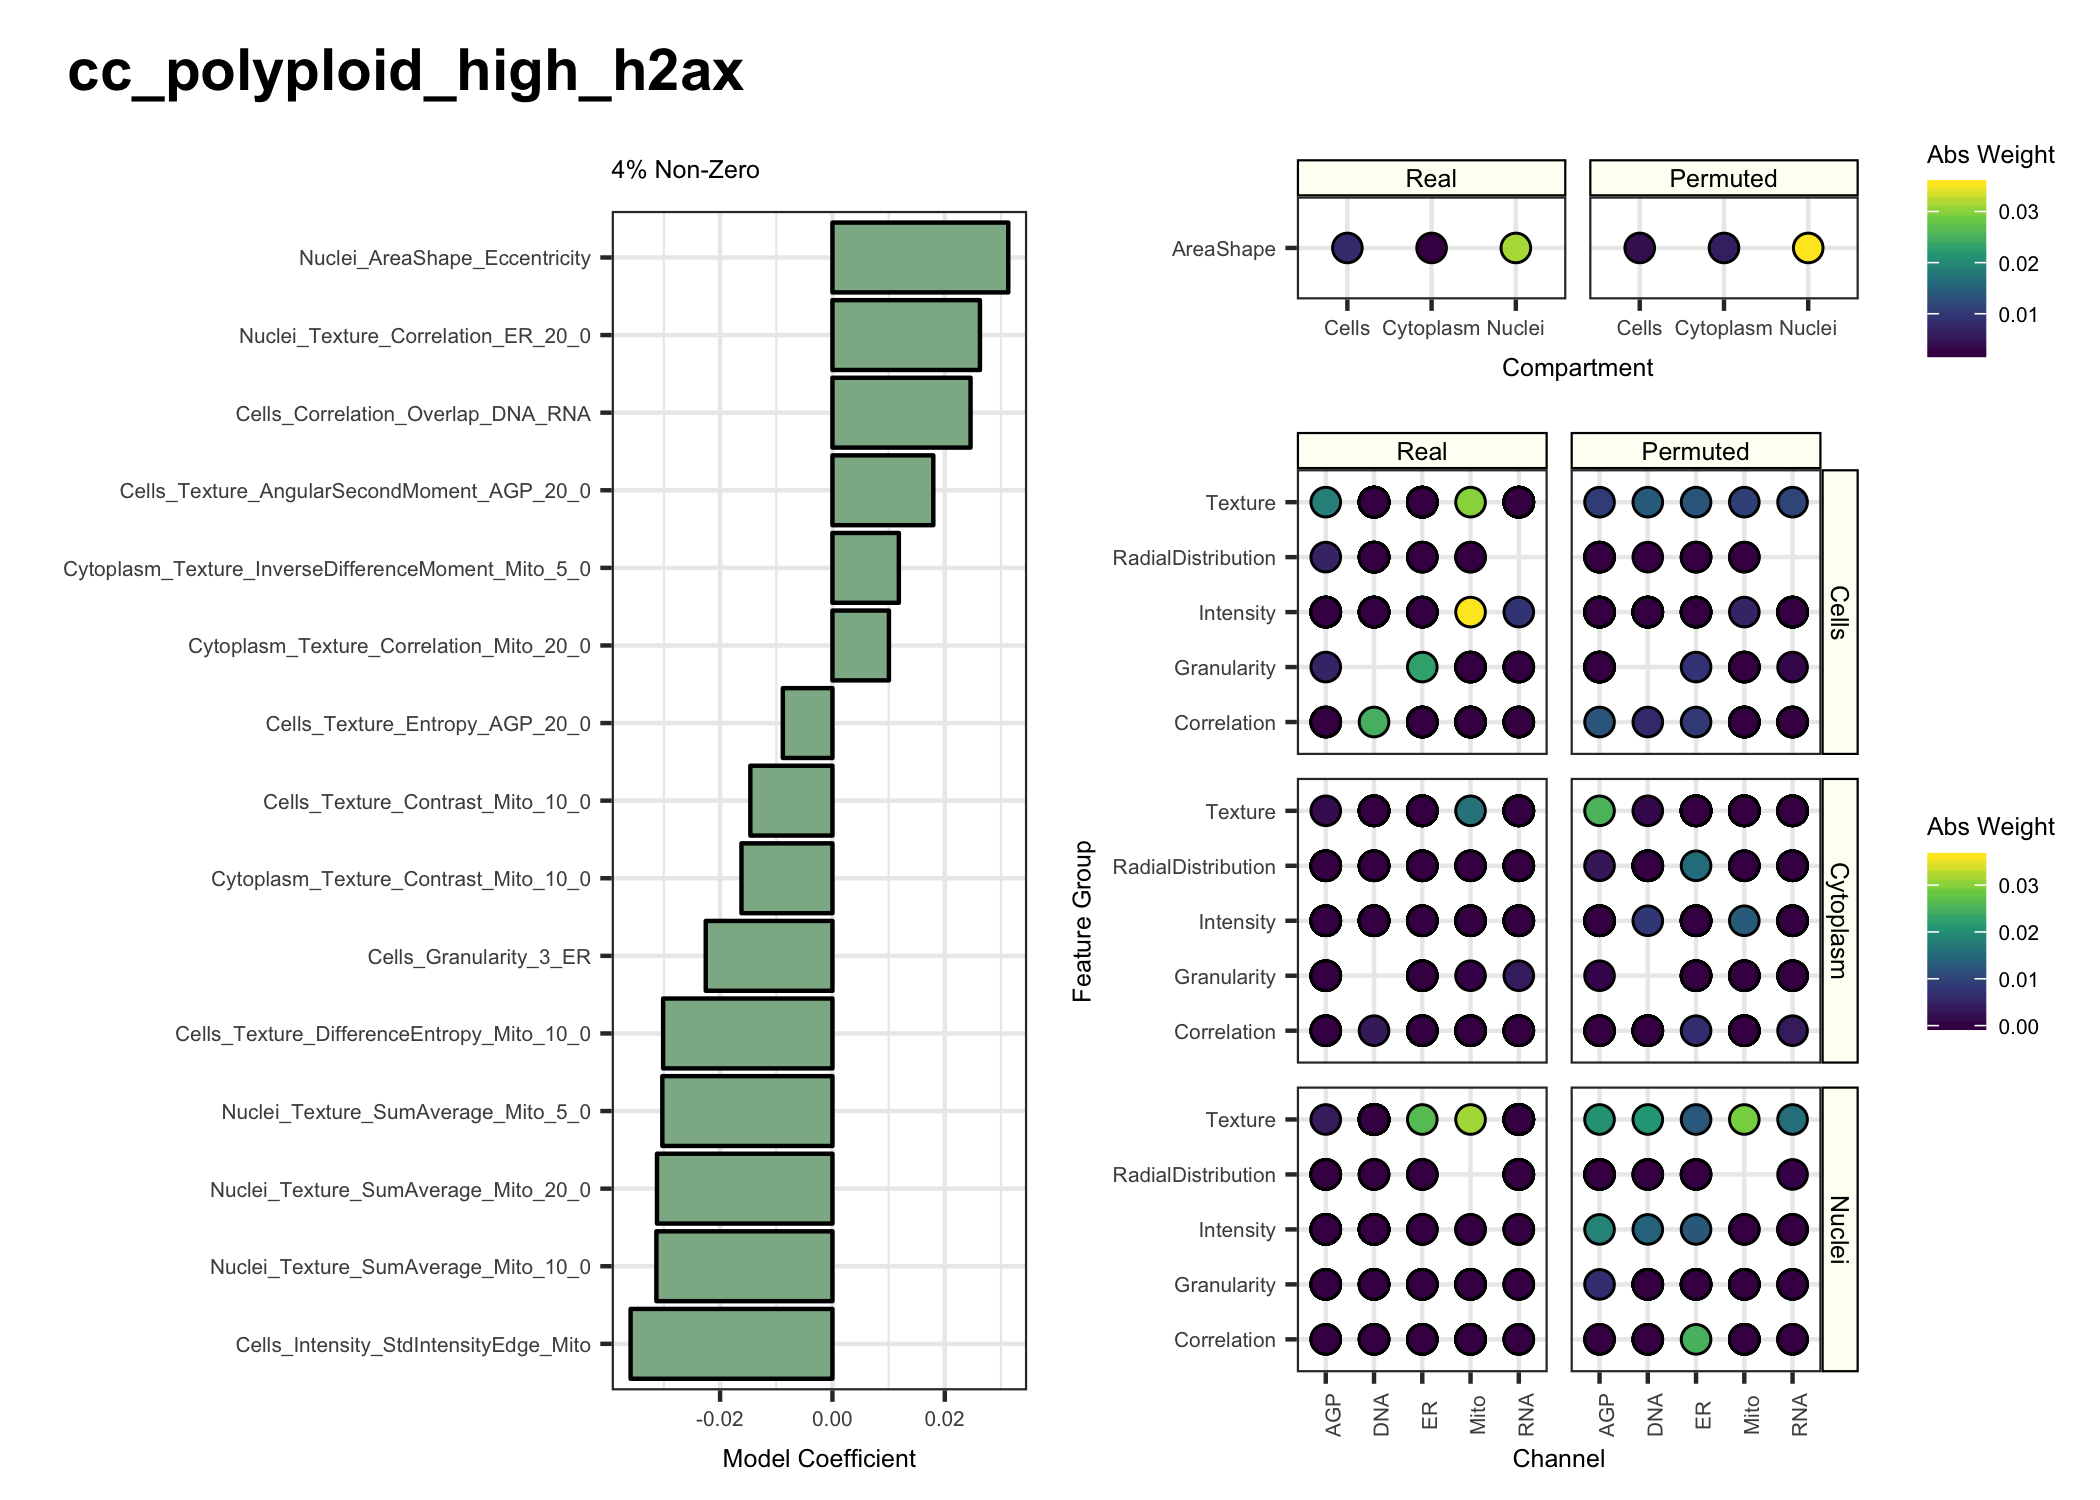 cc_polyploid_high_h2ax
4% Non-Zero
Nuclei_AreaShape_Eccentricity
Nuclei_Texture_Correlation_ER_20_0
Cells_Correlation_Overlap_DNA_RNA
Cells_Texture_AngularSecondMoment_AGP_20_0
Cytoplasm_Texture_InverseDifferenceMoment_Mito_5_0
Cytoplasm_Texture_Correlation_Mito_20_0
Cells_Texture_Entropy_AGP_20_0
Cells_Texture_Contrast_Mito_10_0
Cytoplasm_Texture_Contrast_Mito_10_0
Cells_Granularity_3_ER
Cells_Texture_DifferenceEntropy_Mito_10_0
Nuclei_Texture_SumAverage_Mito_5_0
Nuclei_Texture_SumAverage_Mito_20_0
Nuclei_Texture_SumAverage_Mito_10_0
Cells_Intensity_StdIntensityEdge_Mito
-0.02 0.00 0.02
Model Coefficient
Real Permuted
AreaShape
Cells Cytoplasm Nuclei Cells Cytoplasm Nuclei
Compartment
Abs Weight
0.03
0.02
0.01
Real Permuted
Feature Group
Texture
RadialDistribution
Intensity
Granularity
Correlation
Cells
Texture
RadialDistribution
Intensity
Granularity
Correlation
Cytoplasm
Texture
RadialDistribution
Intensity
Granularity
Correlation
Nuclei
AGP DNA ER Mito RNA AGP DNA ER Mito RNA
Channel
Abs Weight
0.03
0.02
0.01
0.00